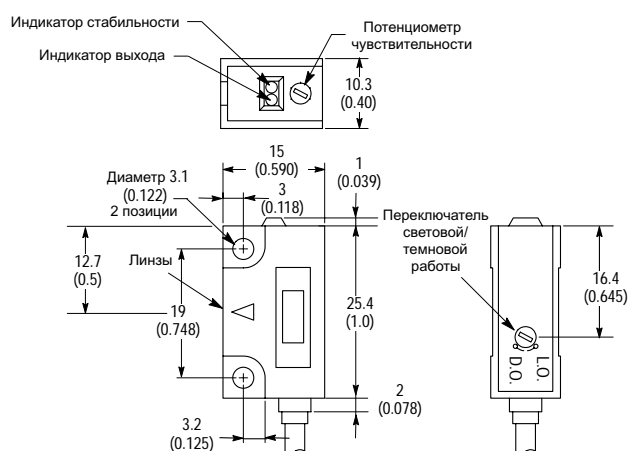 Индикатор стабильности
Индикатор выхода
Потенциометр
чувствительности
10.3
(0.40)
15
(0.590)
1
(0.039)
Диаметр 3.1
(0.122)
2 позиции
3
(0.118)
Переключатель
световой/
темновой
работы
12.7
(0.5)
Линзы
19
(0.748)
25.4
(1.0)
16.4
(0.645)
L.O.
D.O.
2
(0.078)
3.2
(0.125)